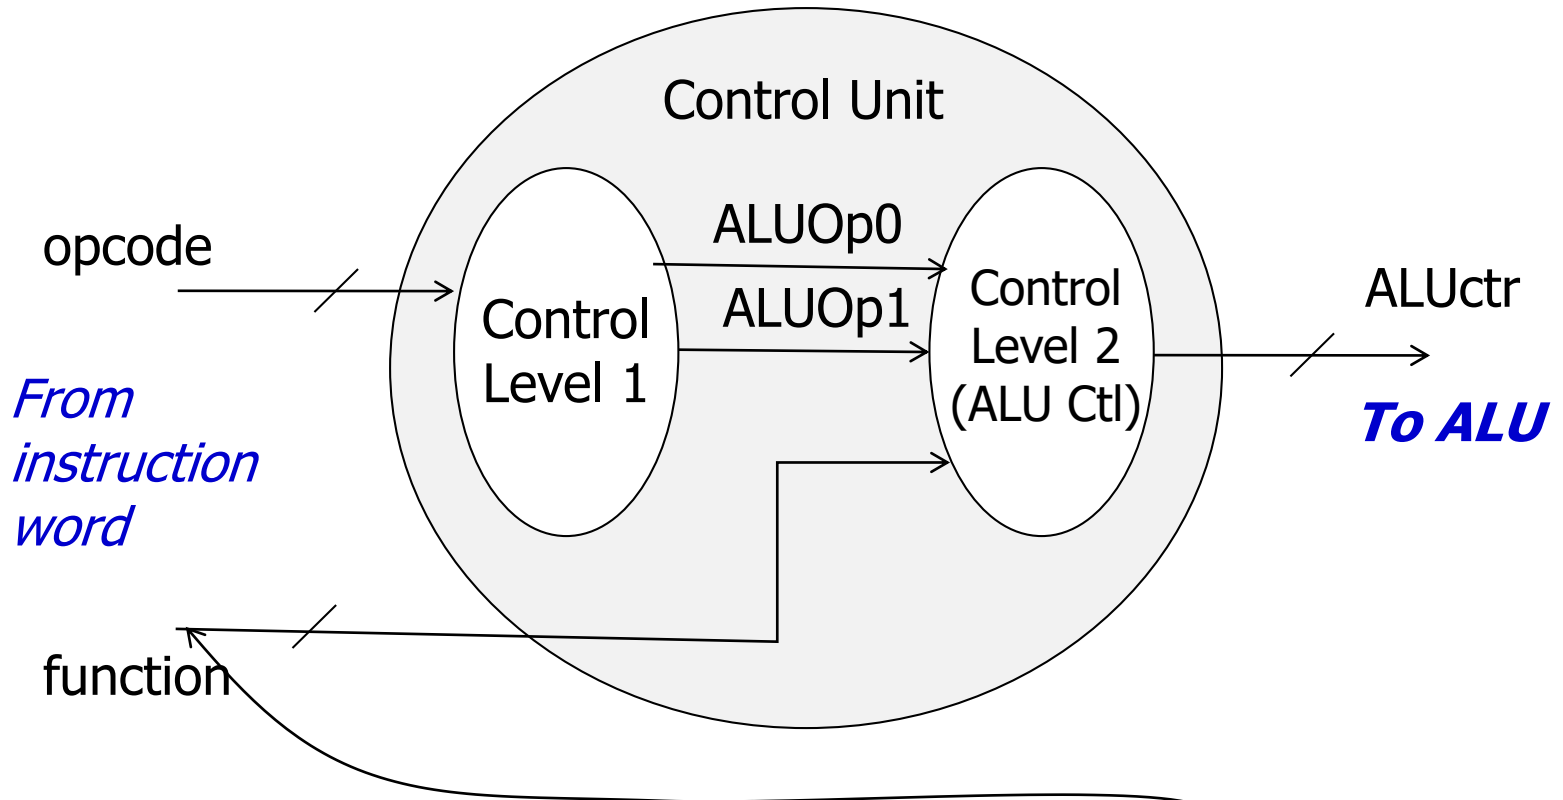 Control Unit
opcode
ALUOp0
ALUOp1
Control
Level 1
Control
Level 2
(ALU Ctl)
ALUctr
From
instruction
word
To ALU
function